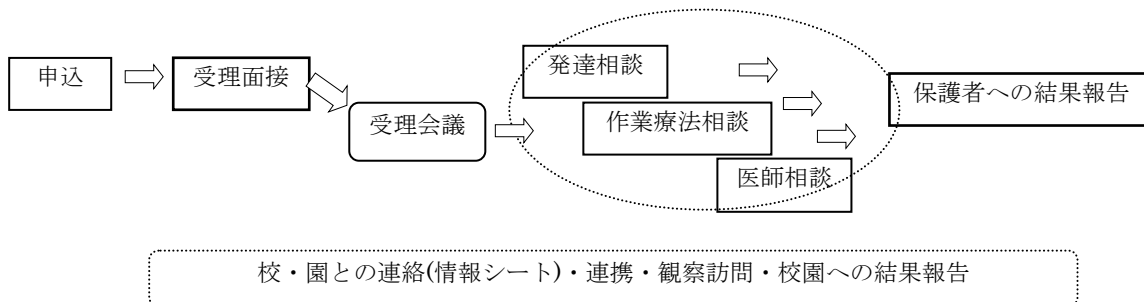 申込
受理面接
受理会議
発達相談
作業療法相談
医師相談
保護者への結果報告
校・園との連絡(情報シート)・連携・観察訪問・校園への結果報告